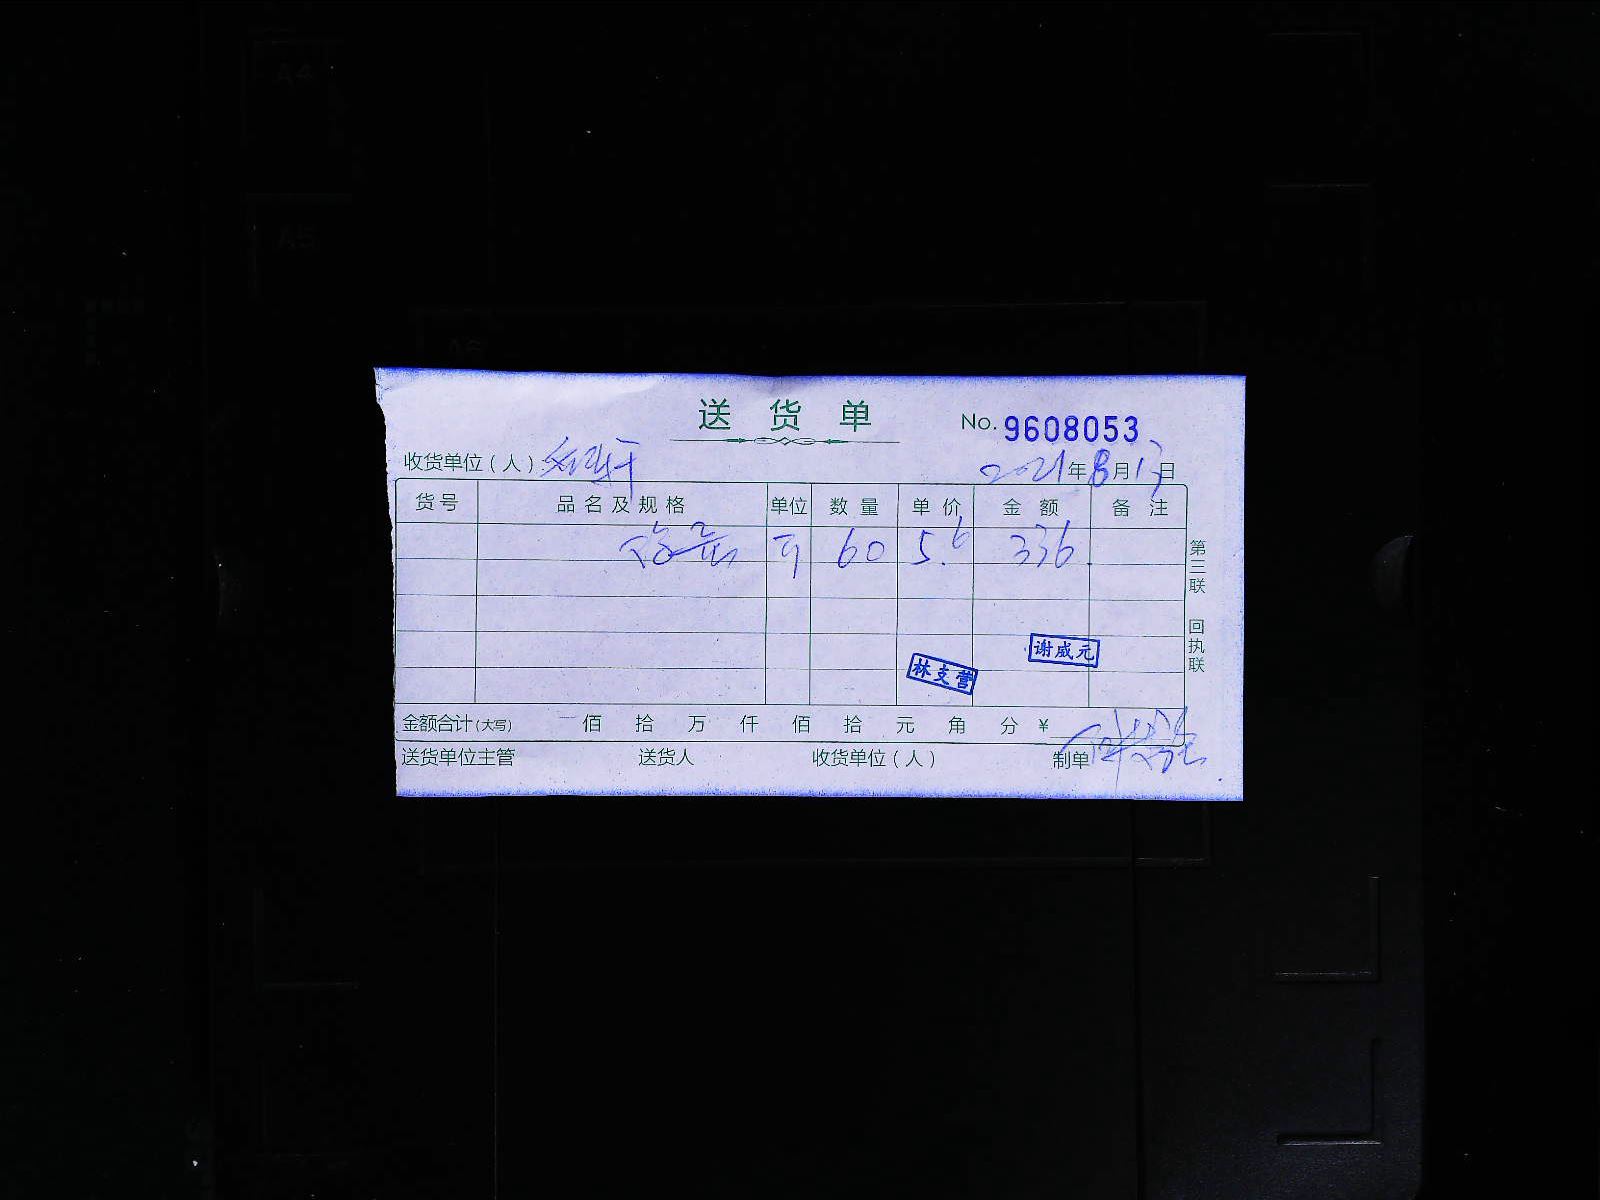 送货单 No. 9608053
收货单位(人): 2021年8月13日
货号 品名及规格 单位 数量 单价 金额 备注
60 5.6 336
第三联 回执联
谢威元
林支营
金额合计(大写) 佰 拾 万 仟 佰 拾 元 角 分 ¥
送货单位主管 送货人 收货单位(人) 制单
A4
A5